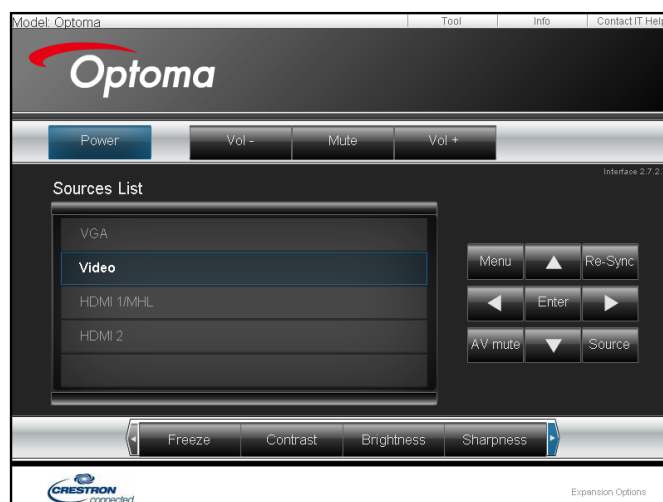 Model: Optoma Tool Info Contact IT Help
Optoma
Power Vol - Mute Vol +
Interface 2.7.2.
Sources List
VGA
Video
HDMI 1/MHL
HDMI 2
Menu Re-Sync
Enter
AV mute Source
Freeze Contrast Brightness Sharpness
CRESTRON
connected
Expansion Options